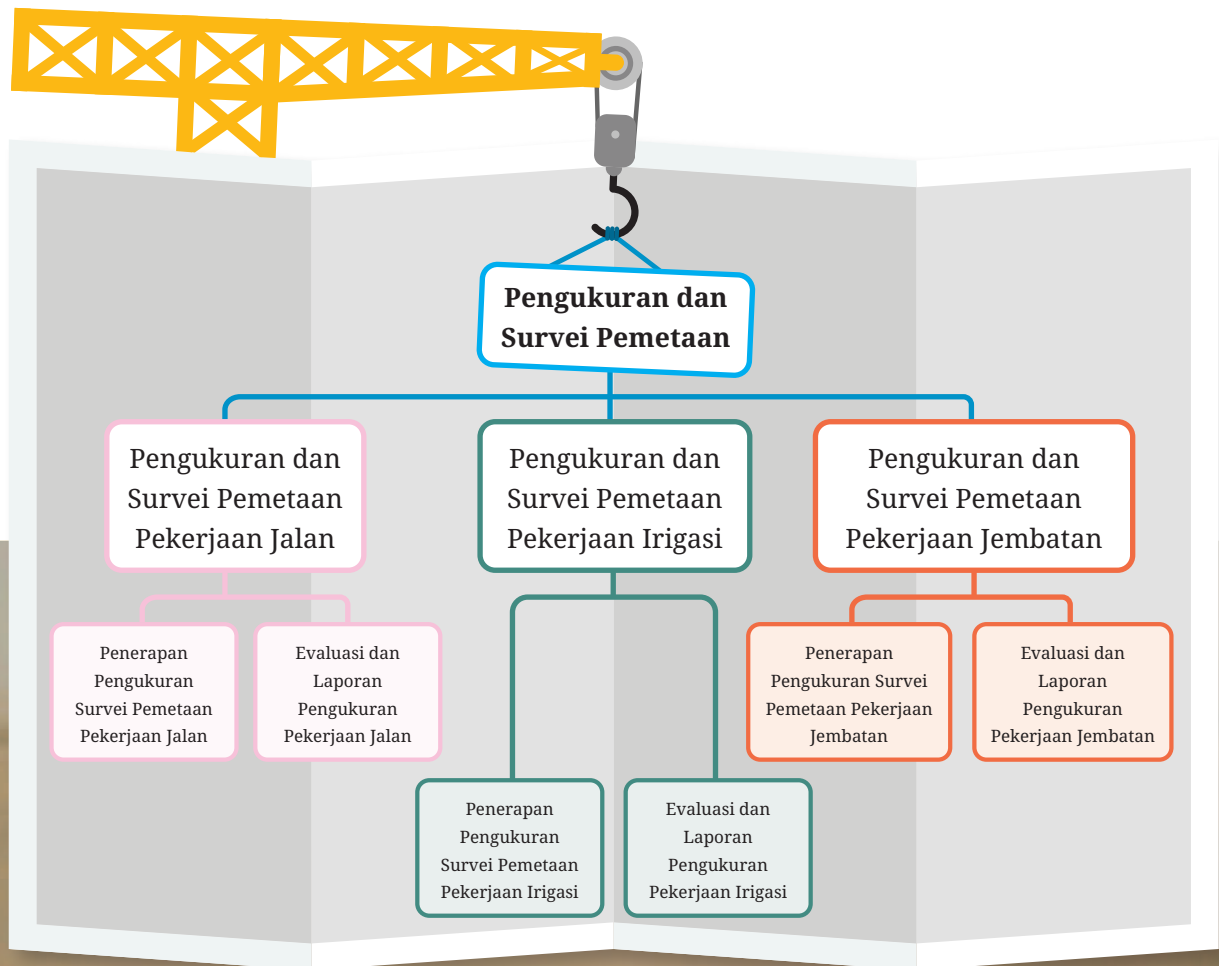 Pengukuran dan
Survei Pemetaan
Pengukuran dan
Survei Pemetaan
Pekerjaan Jalan
Pengukuran dan
Survei Pemetaan
Pekerjaan Irigasi
Pengukuran dan
Survei Pemetaan
Pekerjaan Jembatan
Penerapan
Pengukuran
Survei Pemetaan
Pekerjaan Jalan
Evaluasi dan
Laporan
Pengukuran
Pekerjaan Jalan
Penerapan
Pengukuran
Survei Pemetaan
Pekerjaan Irigasi
Evaluasi dan
Laporan
Pengukuran
Pekerjaan Irigasi
Penerapan
Pengukuran Survei
Pemetaan Pekerjaan
Jembatan
Evaluasi dan
Laporan
Pengukuran
Pekerjaan Jembatan